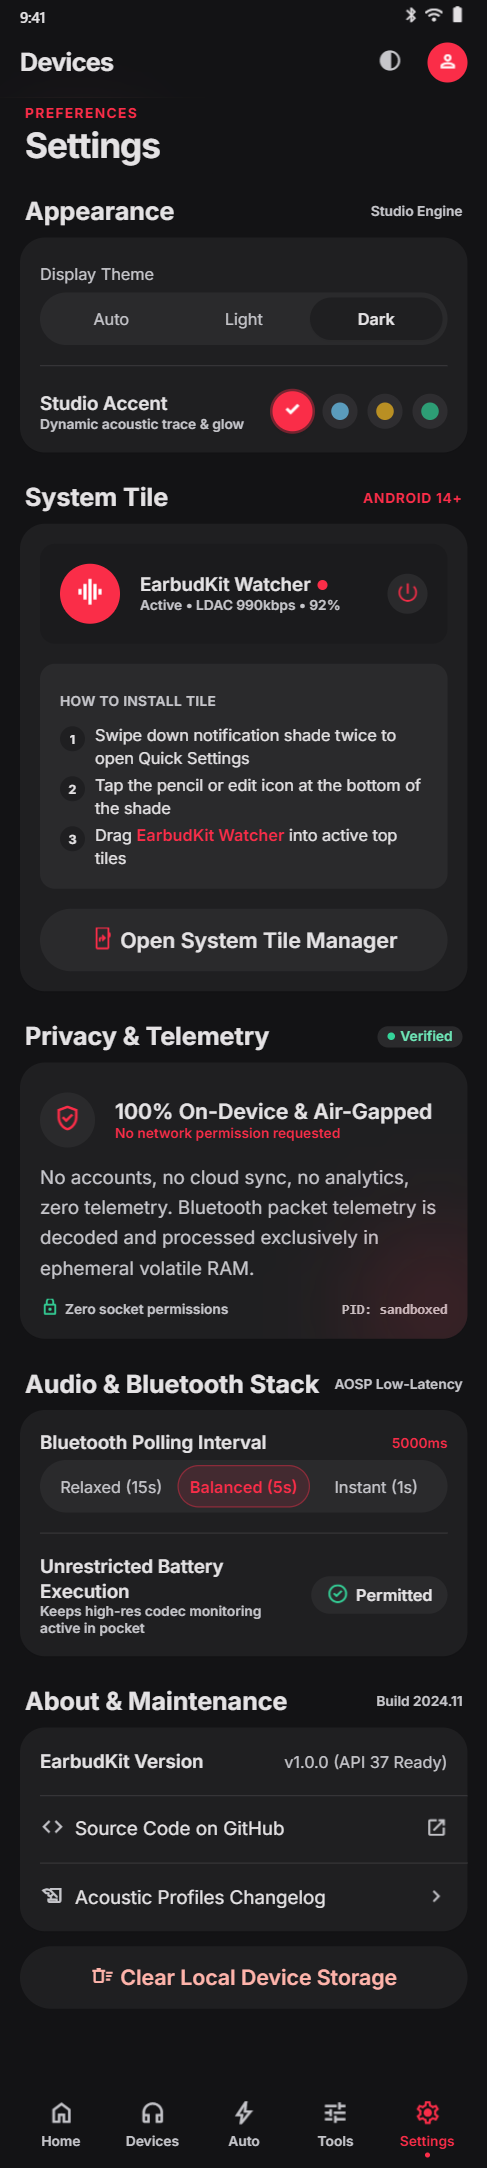 9:41
Devices
PREFERENCES
Settings
Appearance
Studio Engine
Display Theme
Auto
Light
Dark
Studio Accent
Dynamic acoustic trace & glow
System Tile
ANDROID 14+
EarbudKit Watcher
Active • LDAC 990kbps • 92%
HOW TO INSTALL TILE
1 Swipe down notification shade twice to
open Quick Settings
2 Tap the pencil or edit icon at the bottom of
the shade
3 Drag EarbudKit Watcher into active top
tiles
Open System Tile Manager
Privacy & Telemetry
Verified
100% On-Device & Air-Gapped
No network permission requested
No accounts, no cloud sync, no analytics,
zero telemetry. Bluetooth packet telemetry is
decoded and processed exclusively in
ephemeral volatile RAM.
Zero socket permissions
PID: sandboxed
Audio & Bluetooth Stack
AOSP Low-Latency
Bluetooth Polling Interval
5000ms
Relaxed (15s)
Balanced (5s)
Instant (1s)
Unrestricted Battery
Execution
Keeps high-res codec monitoring
active in pocket
Permitted
About & Maintenance
Build 2024.11
EarbudKit Version
v1.0.0 (API 37 Ready)
Source Code on GitHub
Acoustic Profiles Changelog
Clear Local Device Storage
Home
Devices
Auto
Tools
Settings